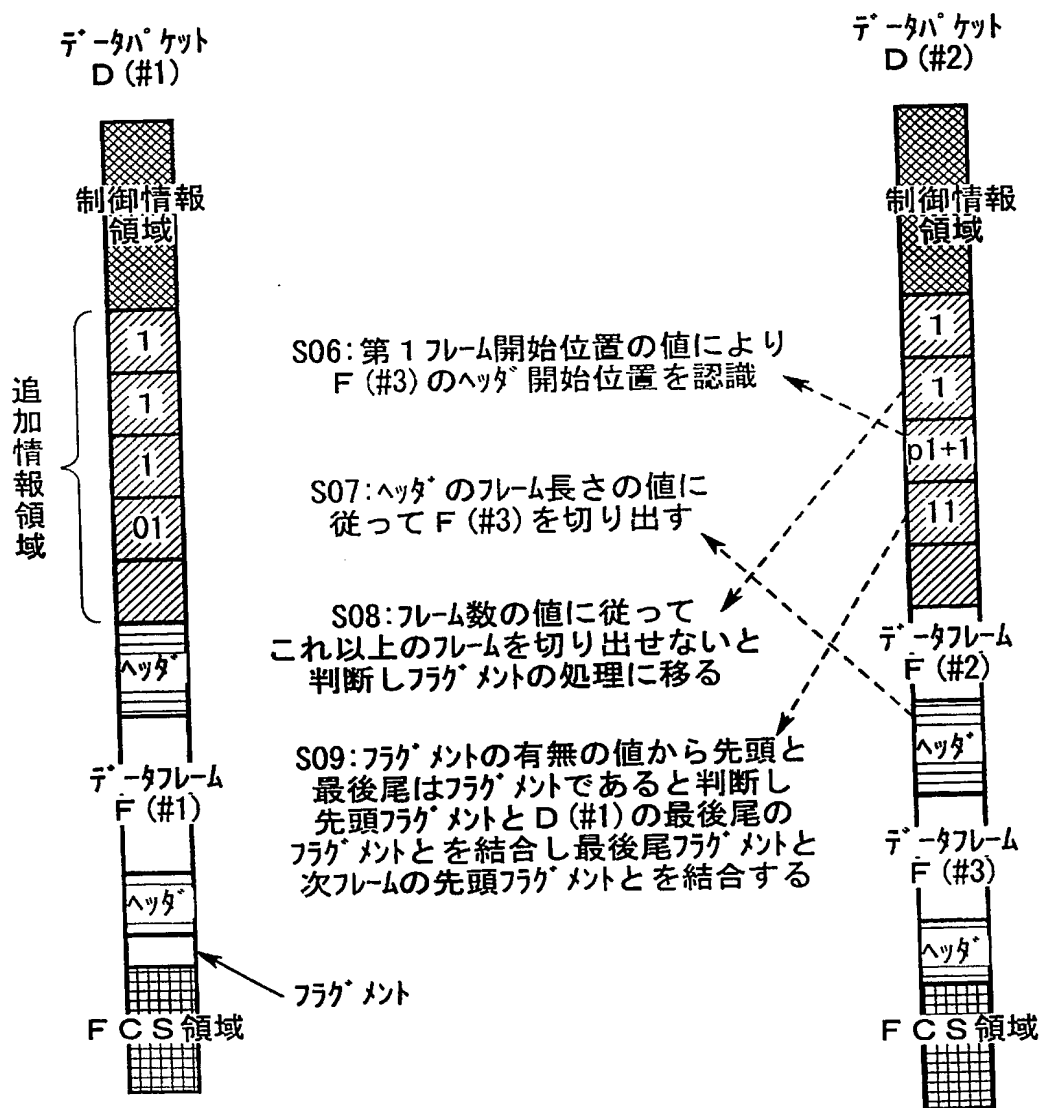 データパケット
D (#1)
制御情報
領域
1
1
1
01
追加情報領域
ヘッダ
データフレーム
F (#1)
ヘッダ
フラグメント
FCS領域
S06:第1フレーム開始位置の値により
F (#3)のヘッダ開始位置を認識
S07:ヘッダのフレーム長さの値に
従ってF (#3)を切り出す
S08:フレーム数の値に従って
これ以上のフレームを切り出せないと
判断しフラグメントの処理に移る
S09:フラグメントの有無の値から先頭と
最後尾はフラグメントであると判断し
先頭フラグメントとD (#1)の最後尾の
フラグメントとを結合し最後尾フラグメントと
次フレームの先頭フラグメントとを結合する
データパケット
D (#2)
制御情報
領域
1
1
p1+1
11
データフレーム
F (#2)
ヘッダ
データフレーム
F (#3)
ヘッダ
FCS領域